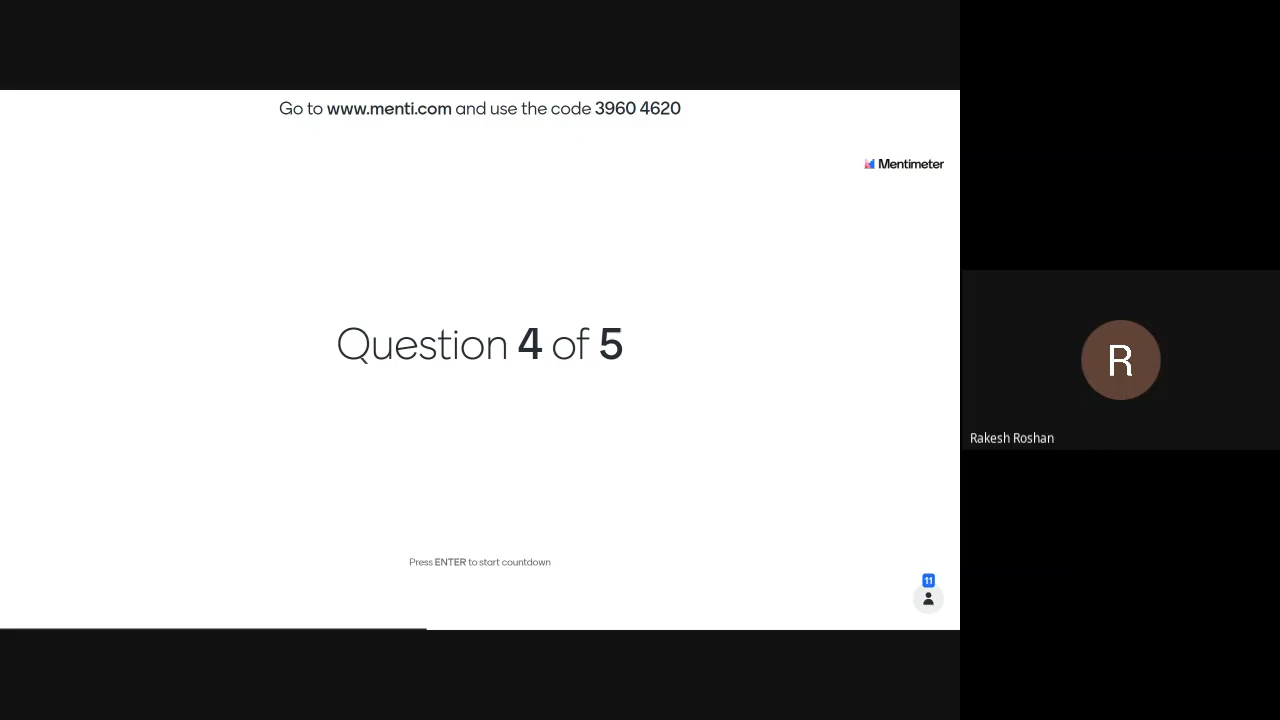 Go to www.menti.com and use the code 3960 4620
Mentimeter
Question 4 of 5
R
Rakesh Roshan
Press ENTER to start countdown
11